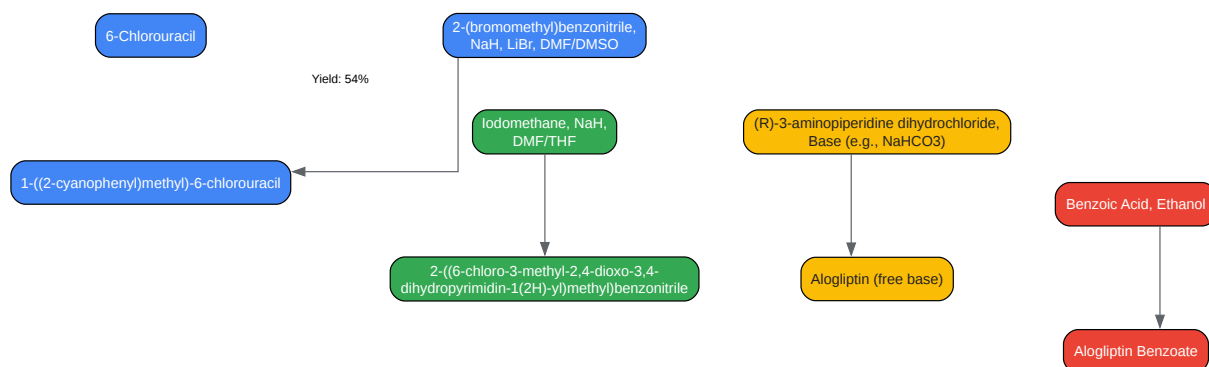 6-Chlorouracil
2-(bromomethyl)benzonitrile,
NaH, LiBr, DMF/DMSO
Yield: 54%
Iodomethane, NaH,
DMF/THF
(R)-3-aminopiperidine dihydrochloride,
Base (e.g., NaHCO3)
1-((2-cyanophenyl)methyl)-6-chlorouracil
Benzoic Acid, Ethanol
2-((6-chloro-3-methyl-2,4-dioxo-3,4-
dihydropyrimidin-1(2H)-yl)methyl)benzonitrile
Alogliptin (free base)
Alogliptin Benzoate